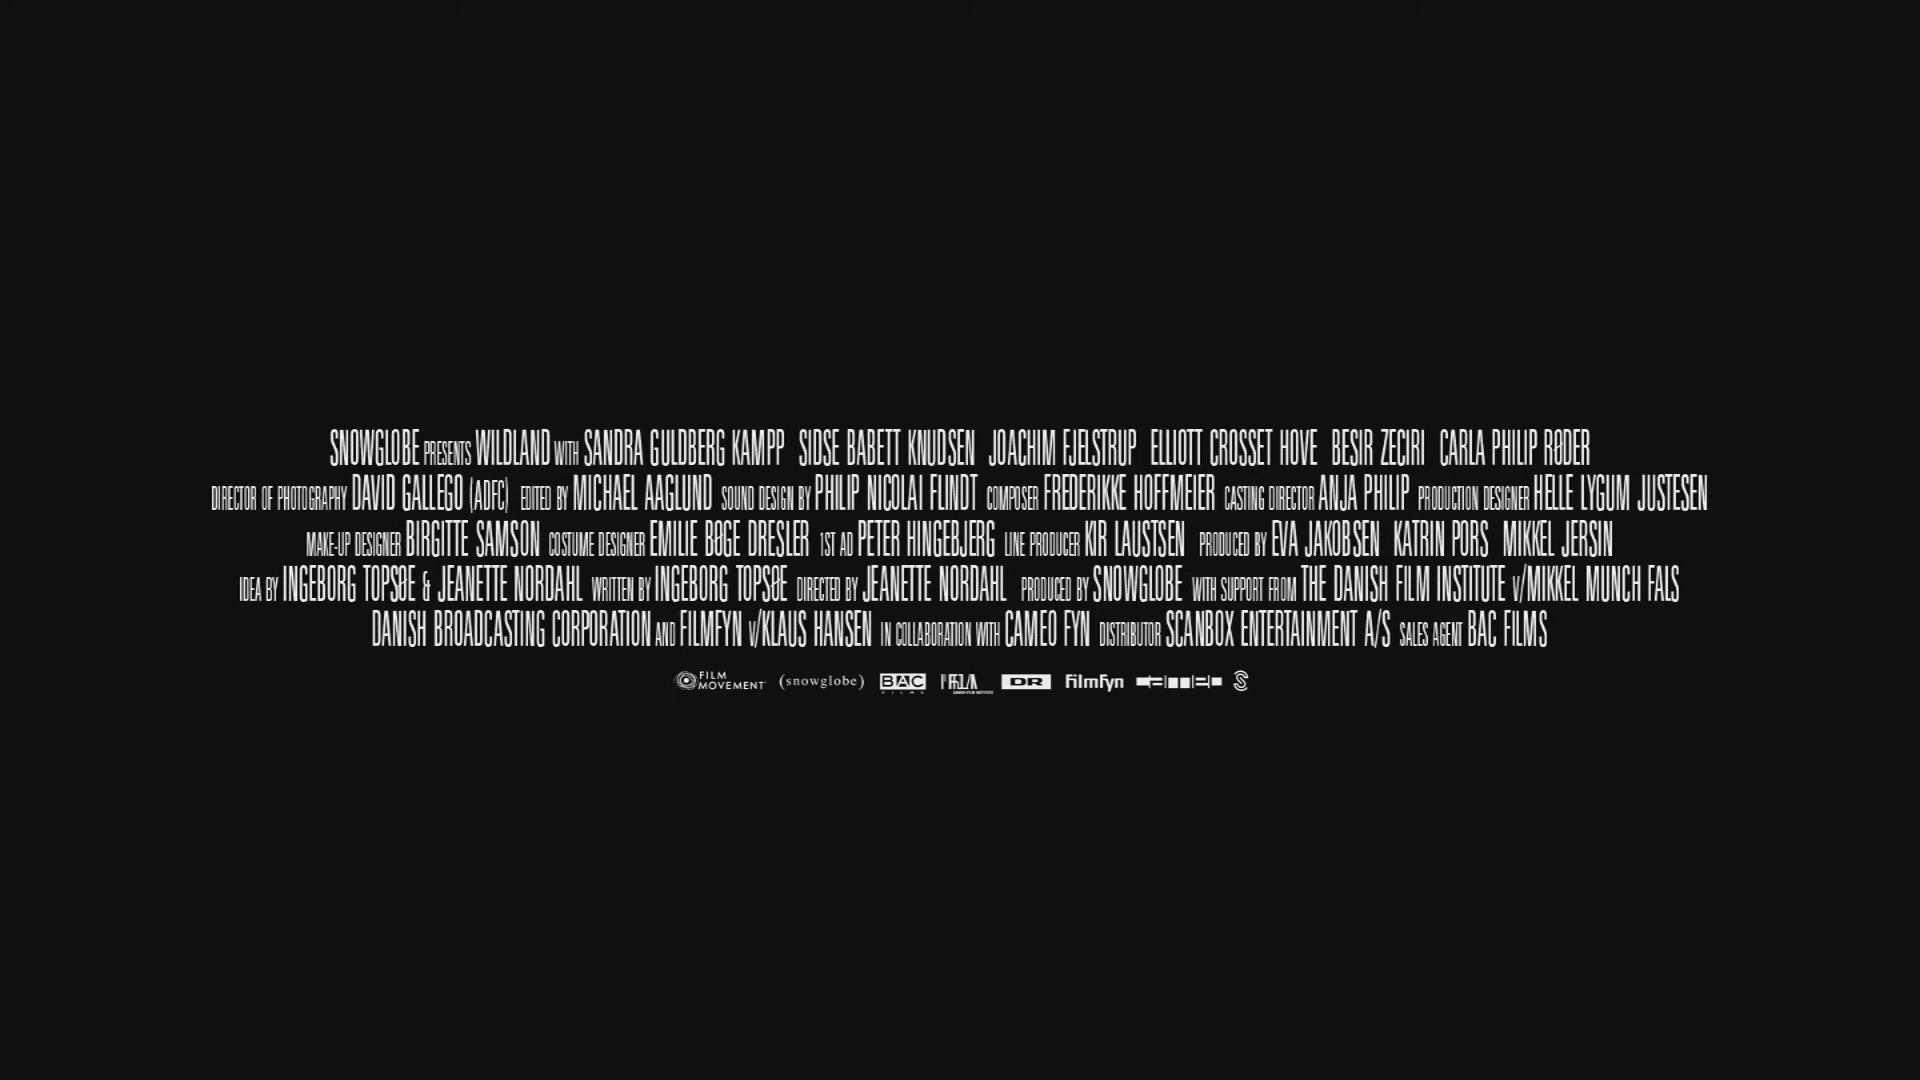 SNOWGLOBE PRESENTS WILDLAND WITH SANDRA GULDBERG KAMPP SIDSE BABETT KNUDSEN JOACHIM FJELSTRUP ELLIOTT CROSSET HOVE BESIR ZECIRI CARLA PHILIP RØDER
DIRECTOR OF PHOTOGRAPHY DAVID GALLEGO (ADFC) EDITED BY MICHAEL AAGLUND SOUND DESIGN BY PHILIP NICOLAI FLINDT COMPOSER FREDERIKKE HOFFMEIER CASTING DIRECTOR ANJA PHILIP PRODUCTION DESIGNER HELLE LYGUM JUSTESEN
MAKE-UP DESIGNER BIRGITTE SAMSON COSTUME DESIGNER EMILIE BØGE DRESLER 1ST AD PETER HINGEBJERG LINE PRODUCER KIR LAUSTSEN PRODUCED BY EVA JAKOBSEN KATRIN PORS MIKKEL JERSIN
IDEA BY INGEBORG TOPSØE & JEANETTE NORDAHL WRITTEN BY INGEBORG TOPSØE DIRECTED BY JEANETTE NORDAHL PRODUCED BY SNOWGLOBE WITH SUPPORT FROM THE DANISH FILM INSTITUTE V/MIKKEL MUNCH FALS
DANISH BROADCASTING CORPORATION AND FILMFYN V/KLAUS HANSEN IN COLLABORATION WITH CAMEO FYN DISTRIBUTOR SCANBOX ENTERTAINMENT A/S SALES AGENT BAC FILMS
FILM MOVEMENT (snowglobe) BAC FILMS DR FilmFyn